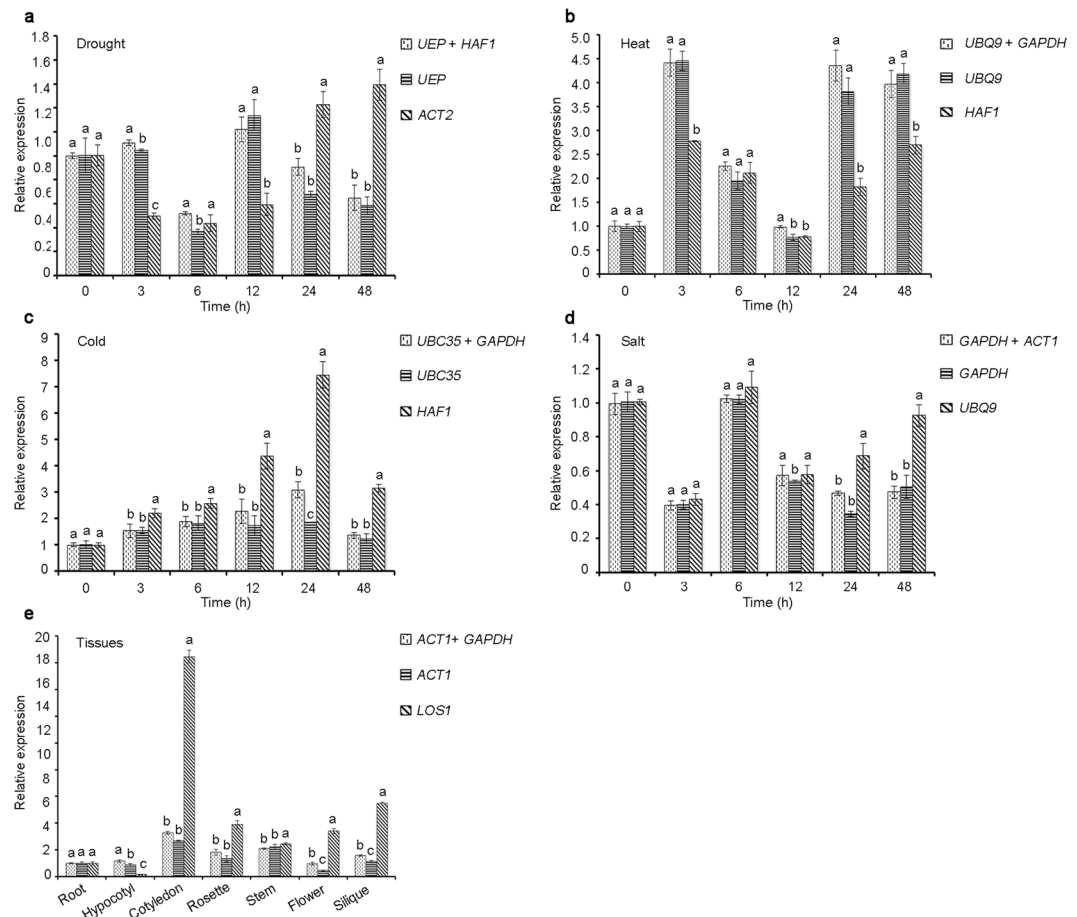 a
Drought
1.8
1.6
1.4
1.2
1.0
0.8
0.6
0.4
0.2
0
Relative expression
a a a
a b c
a b a
a a b
b b a
b b a
0 3 6 12 24 48
Time (h)
UEP + HAF1
UEP
ACT2
b
Heat
5.0
4.5
4.0
3.5
3.0
2.5
2.0
1.5
1.0
0.5
0
Relative expression
a a a
a a b
a a a
a b b
a a b
a a b
0 3 6 12 24 48
Time (h)
UBQ9 + GAPDH
UBQ9
HAF1
c
Cold
9
8
7
6
5
4
3
2
1
0
Relative expression
a a a
b b a
b b a
b b a
b c a
b b a
0 3 6 12 24 48
Time (h)
UBC35 + GAPDH
UBC35
HAF1
d
Salt
1.4
1.2
1.0
0.8
0.6
0.4
0.2
0
Relative expression
a a a
a a a
a a a
a b a
b b a
b b a
0 3 6 12 24 48
Time (h)
GAPDH + ACT1
GAPDH
UBQ9
e
Tissues
20
18
16
14
12
10
8
6
4
2
0
Relative expression
a a a
a b c
b b a
b b a
b b a
b c a
b c a
Root Hypocotyl Cotyledon Rosette Stem Flower Silique
ACT1+ GAPDH
ACT1
LOS1